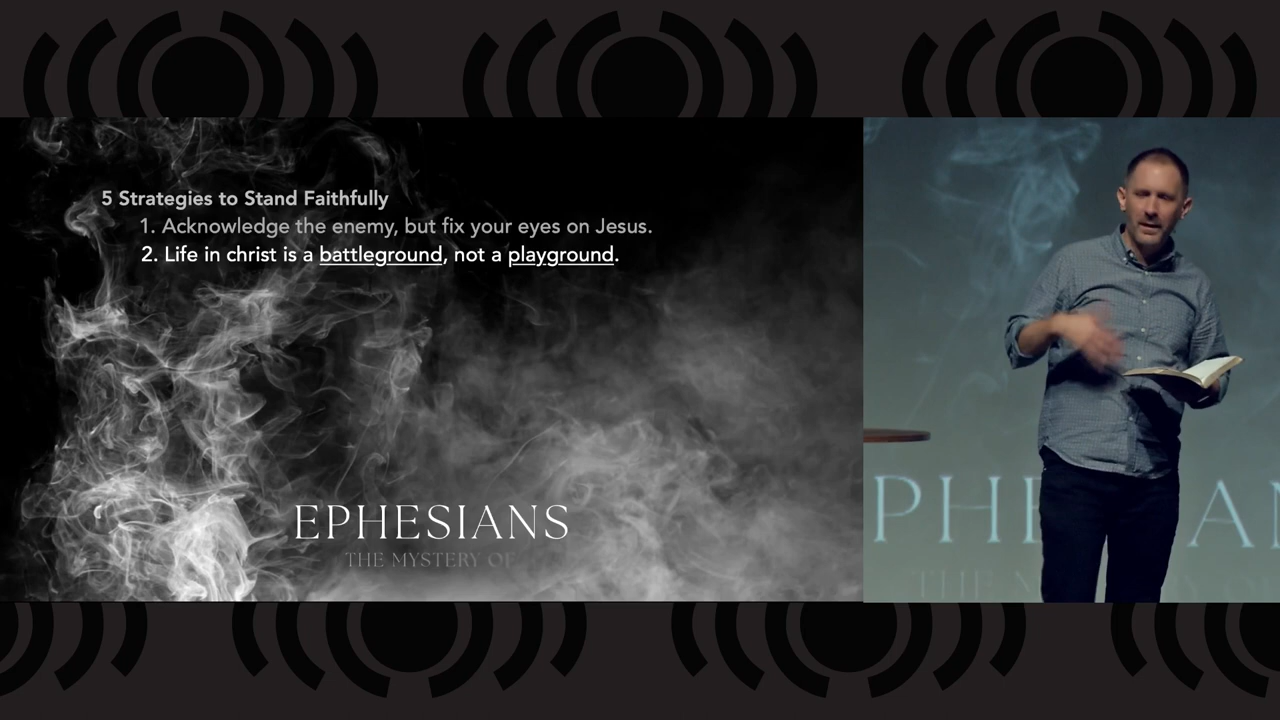 5 Strategies to Stand Faithfully
1. Acknowledge the enemy, but fix your eyes on Jesus.
2. Life in christ is a battleground, not a playground.
EPHESIANS
THE MYSTERY OF